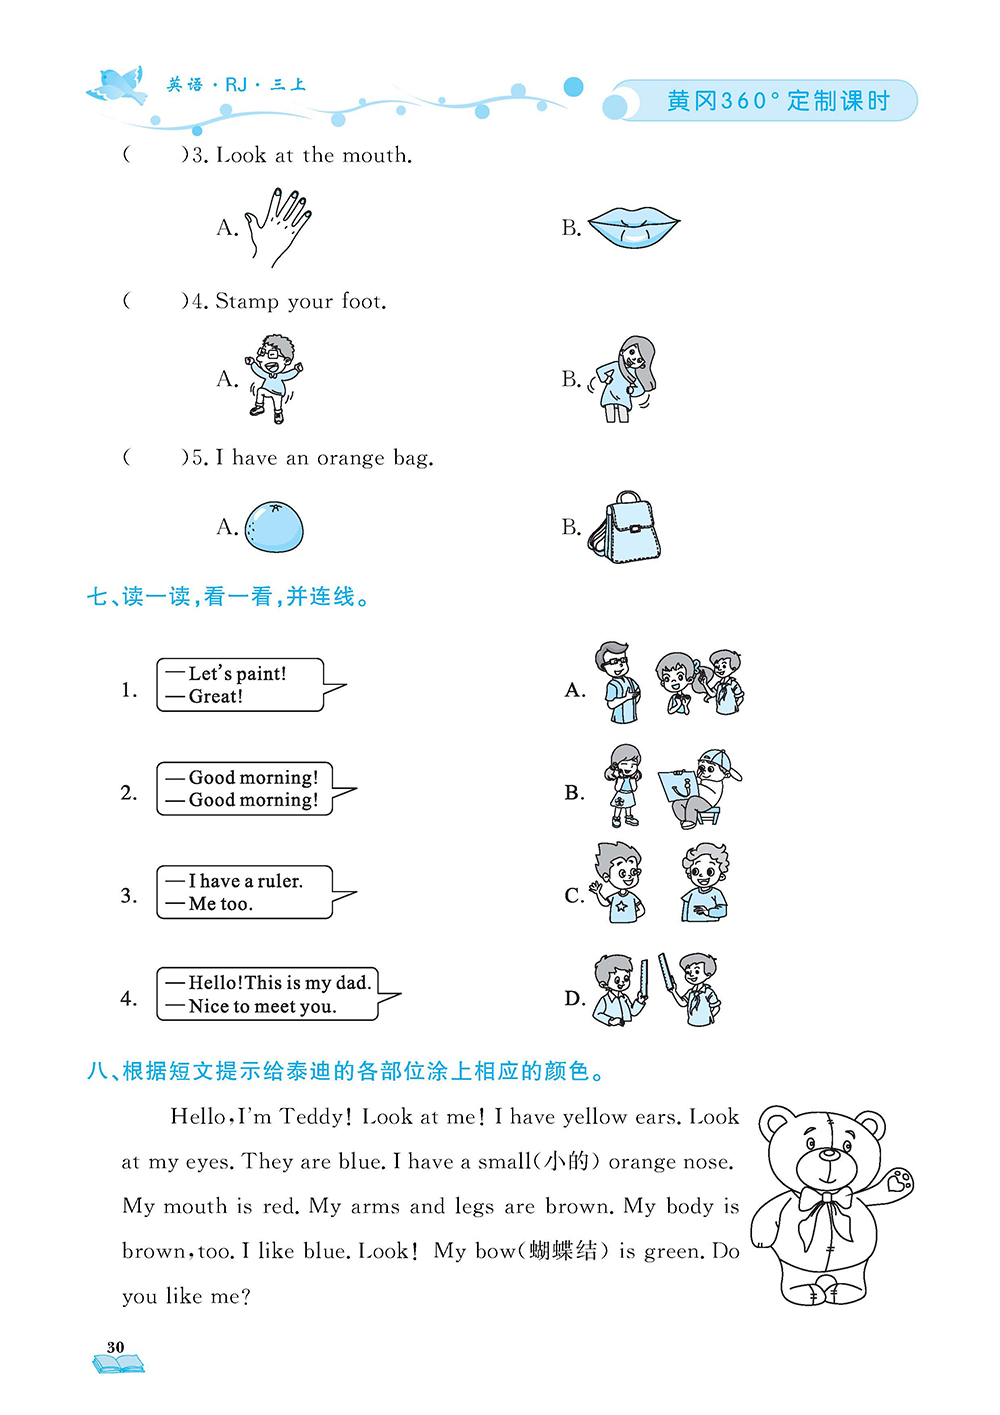 英语·RJ·三上
黄冈360°定制课时
(  )3. Look at the mouth.
A.
B.
(  )4. Stamp your foot.
A.
B.
(  )5. I have an orange bag.
A.
B.
七、读一读,看一看,并连线。
1. — Let's paint!
— Great!
A.
2. — Good morning!
— Good morning!
B.
3. — I have a ruler.
— Me too.
C.
4. — Hello!This is my dad.
— Nice to meet you.
D.
八、根据短文提示给泰迪的各部位涂上相应的颜色。
Hello,I'm Teddy! Look at me! I have yellow ears. Look
at my eyes. They are blue. I have a small(小的) orange nose.
My mouth is red. My arms and legs are brown. My body is
brown,too. I like blue. Look! My bow(蝴蝶结) is green. Do
you like me?
30